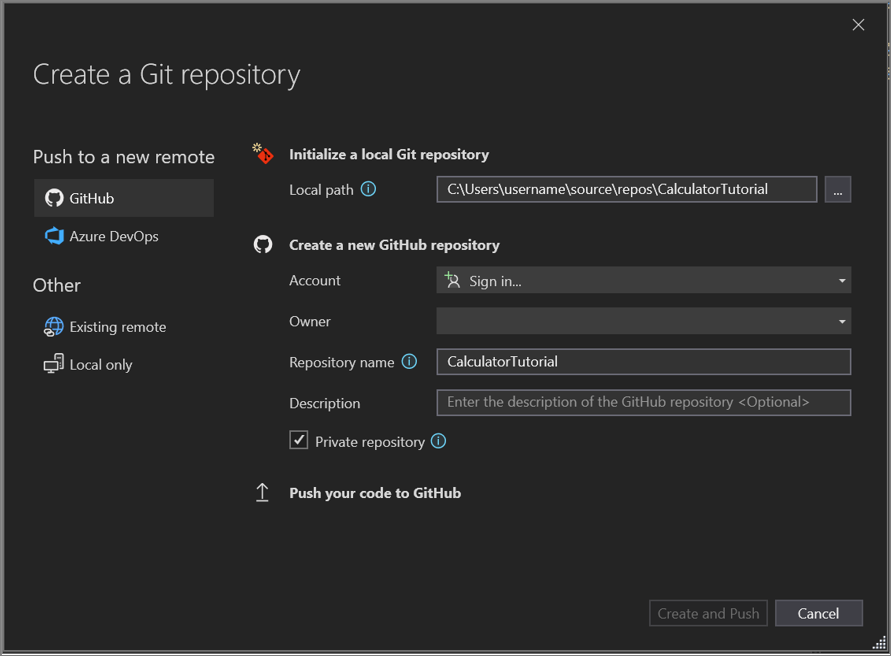 Create a Git repository
Push to a new remote
GitHub
Azure DevOps
Other
Existing remote
Local only
Initialize a local Git repository
Local path
C:\Users\username\source\repos\CalculatorTutorial
...
Create a new GitHub repository
Account
Sign in...
Owner
Repository name
CalculatorTutorial
Description
Enter the description of the GitHub repository <Optional>
Private repository
Push your code to GitHub
Create and Push
Cancel